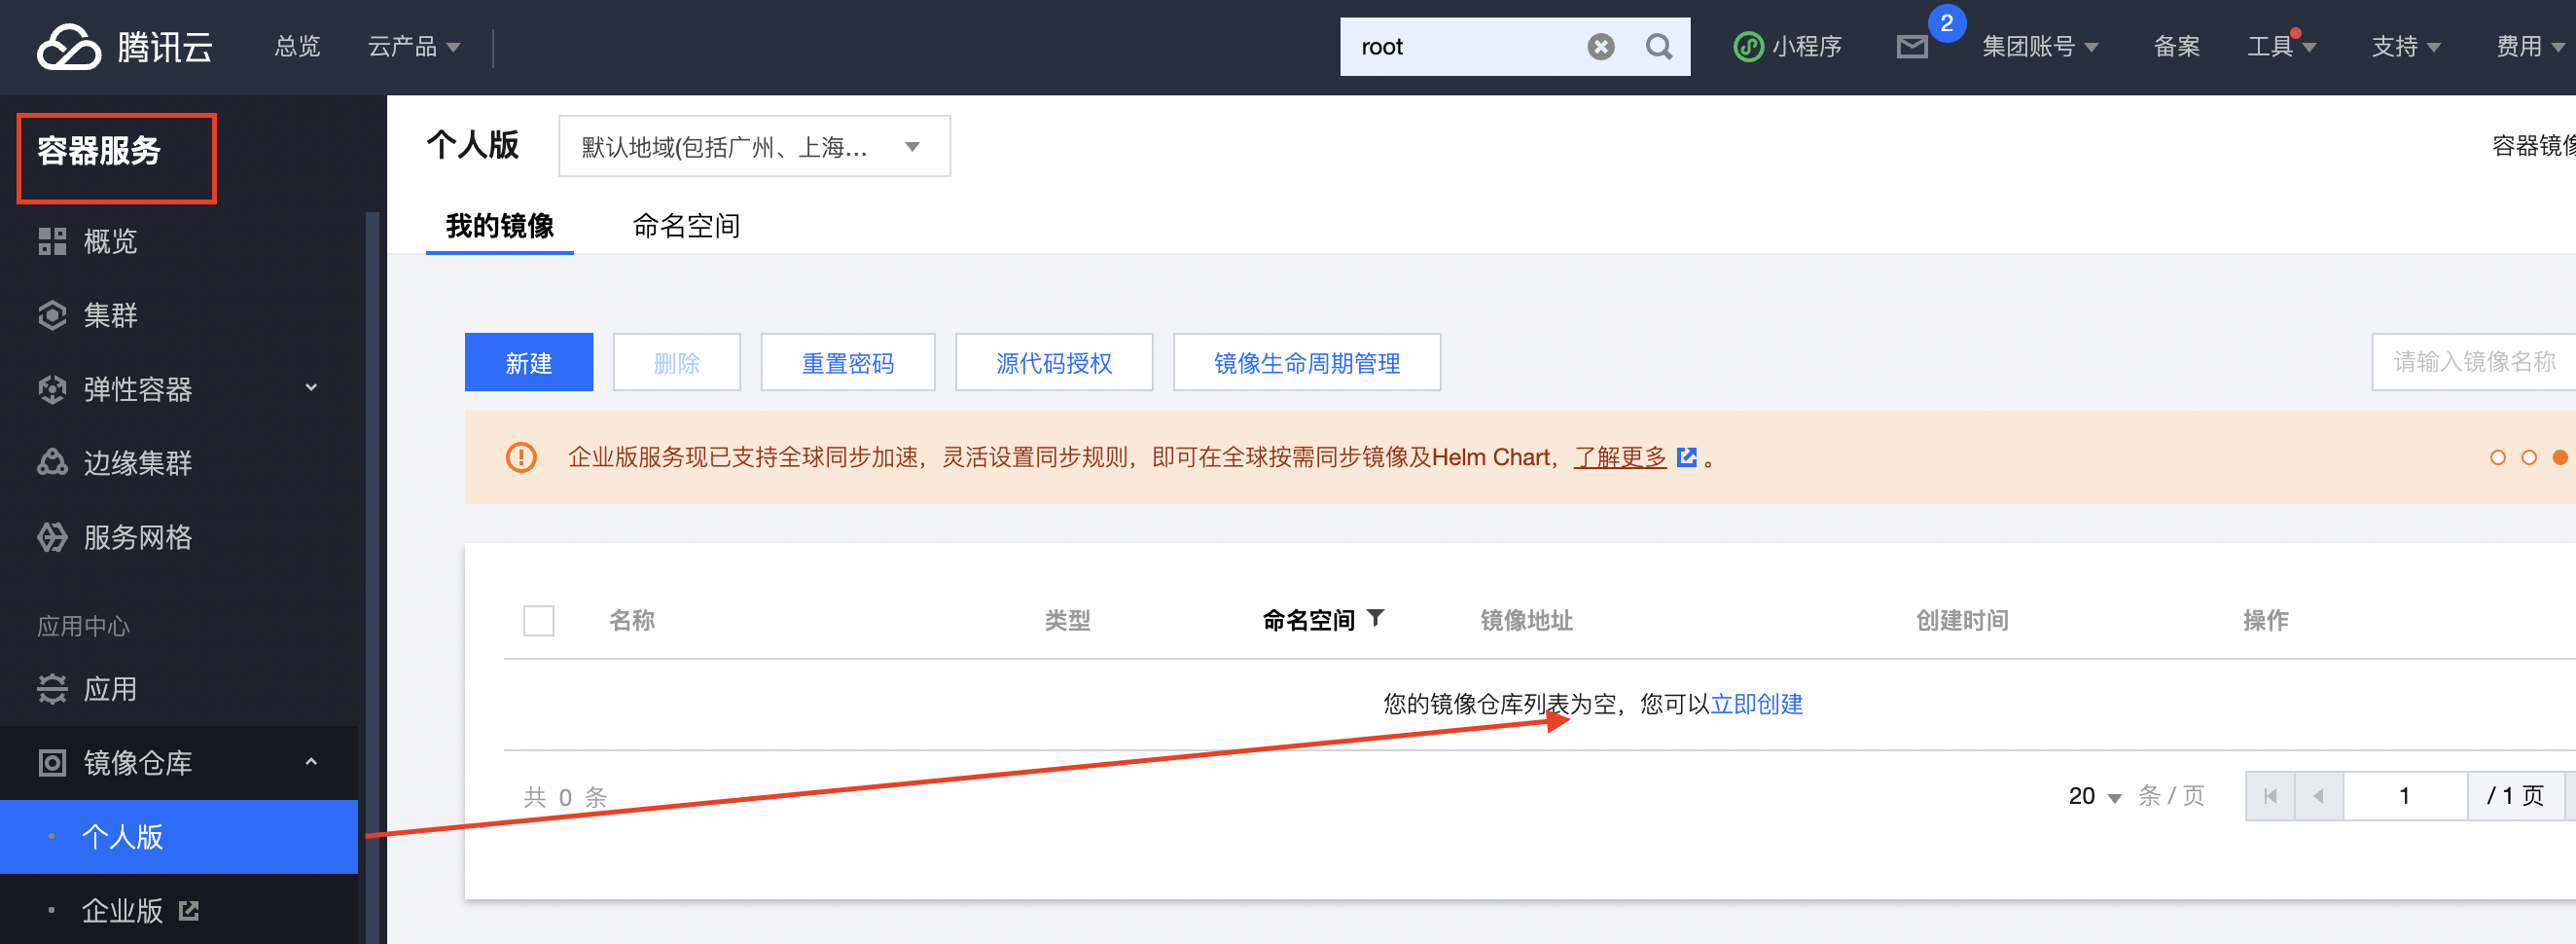 腾讯云 总览 云产品 root 小程序 2 集团账号 备案 工具 支持 费用
容器服务
概览
集群
弹性容器
边缘集群
服务网格
应用中心
应用
镜像仓库
个人版
企业版
个人版 默认地域(包括广州、上海... 容器镜像
我的镜像 命名空间
新建 删除 重置密码 源代码授权 镜像生命周期管理 请输入镜像名称
企业版服务现已支持全球同步加速，灵活设置同步规则，即可在全球按需同步镜像及Helm Chart，了解更多 。
名称 类型 命名空间 镜像地址 创建时间 操作
您的镜像仓库列表为空，您可以立即创建
共 0 条 20 条 / 页 1 / 1 页